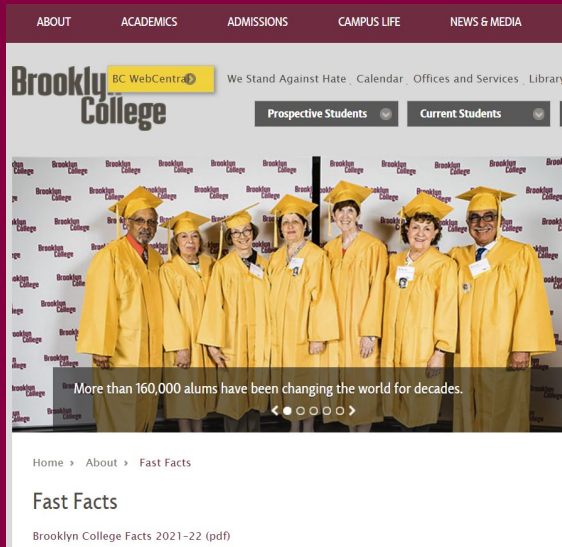 ABOUT ACADEMICS ADMISSIONS CAMPUS LIFE NEWS & MEDIA
Brooklyn
College
BC WebCentral
We Stand Against Hate Calendar Offices and Services Library
Prospective Students Current Students
More than 160,000 alums have been changing the world for decades.
Home › About › Fast Facts
Fast Facts
Brooklyn College Facts 2021-22 (pdf)